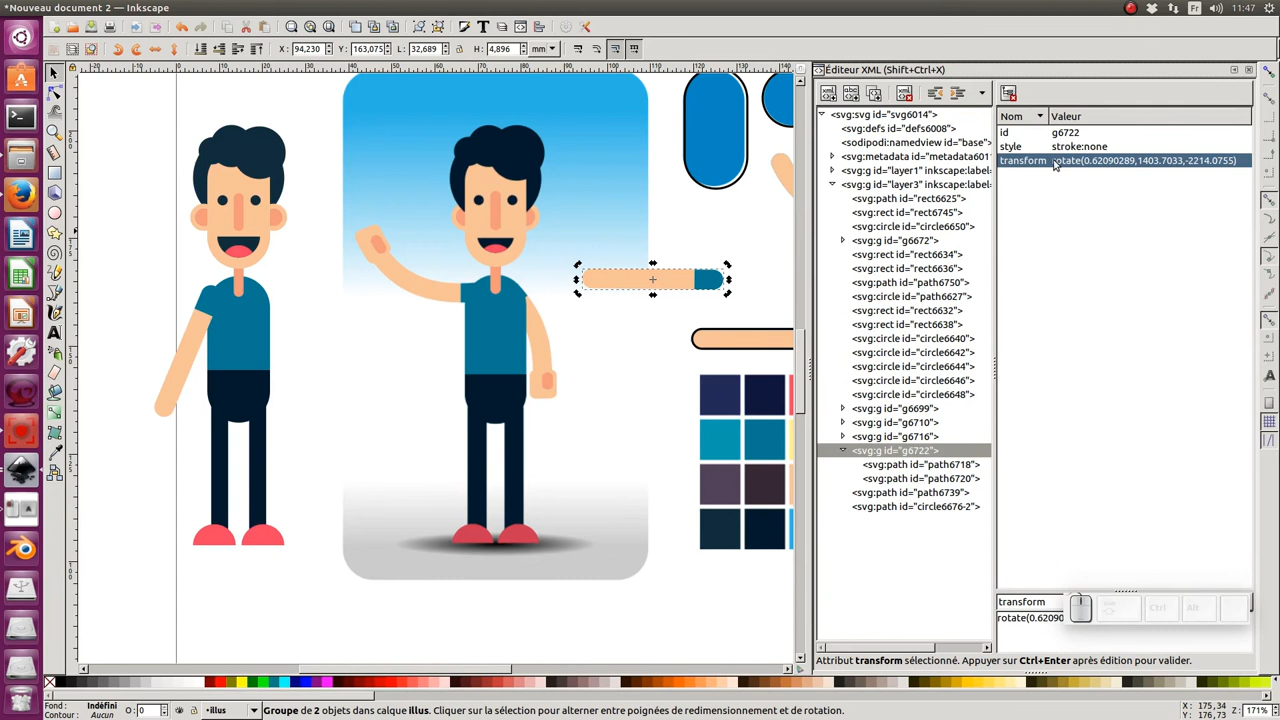 *Nouveau document 2 - Inkscape
Fr
11:47
X: 94,230 Y: 163,075 L: 32,689 H: 4,896 mm
Éditeur XML (Shift+Ctrl+X)
<svg:svg id="svg6014">
<svg:defs id="defs6008">
<sodipodi:namedview id="base">
<svg:metadata id="metadata601
<svg:g id="layer1" inkscape:label=
<svg:g id="layer3" inkscape:label=
<svg:path id="rect6625">
<svg:rect id="rect6745">
<svg:circle id="circle6650">
<svg:g id="g6672">
<svg:rect id="rect6634">
<svg:rect id="rect6636">
<svg:path id="path6750">
<svg:circle id="path6627">
<svg:rect id="rect6632">
<svg:rect id="rect6638">
<svg:circle id="circle6640">
<svg:circle id="circle6642">
<svg:circle id="circle6644">
<svg:circle id="circle6646">
<svg:circle id="circle6648">
<svg:g id="g6699">
<svg:g id="g6710">
<svg:g id="g6716">
<svg:g id="g6722">
<svg:path id="path6718">
<svg:path id="path6720">
<svg:path id="path6739">
<svg:path id="circle6676-2">
Nom Valeur
id g6722
style stroke:none
transform rotate(0.62090289,1403.7033,-2214.0755)
transform
rotate(0.62090
Ctrl
Alt
Attribut transform sélectionné. Appuyer sur Ctrl+Enter après édition pour valider.
Fond : Indéfini
Contour : Aucun
O: 0
illus
Groupe de 2 objets dans calque illus. Cliquer sur la sélection pour alterner entre poignées de redimensionnement et de rotation.
X: 175,34
Y: 176,73
Z: 171%